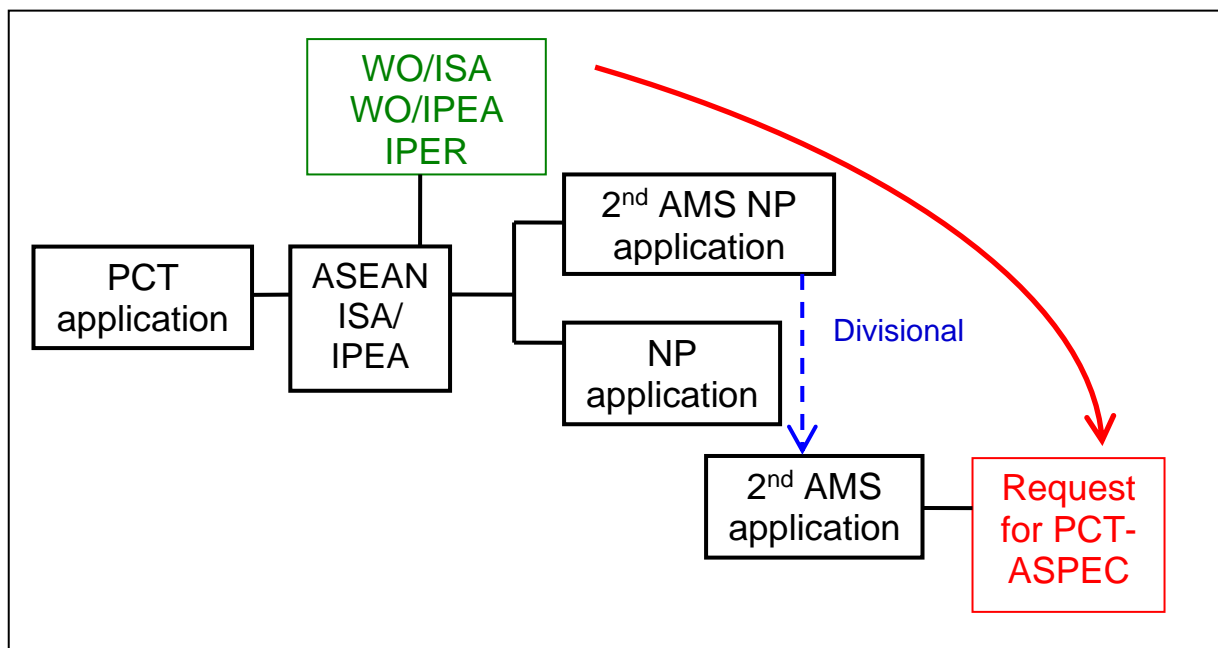 WO/ISA
WO/IPEA
IPER
2nd AMS NP
application
PCT
application
ASEAN
ISA/
IPEA
NP
application
Divisional
2nd AMS
application
Request
for PCT-
ASPEC